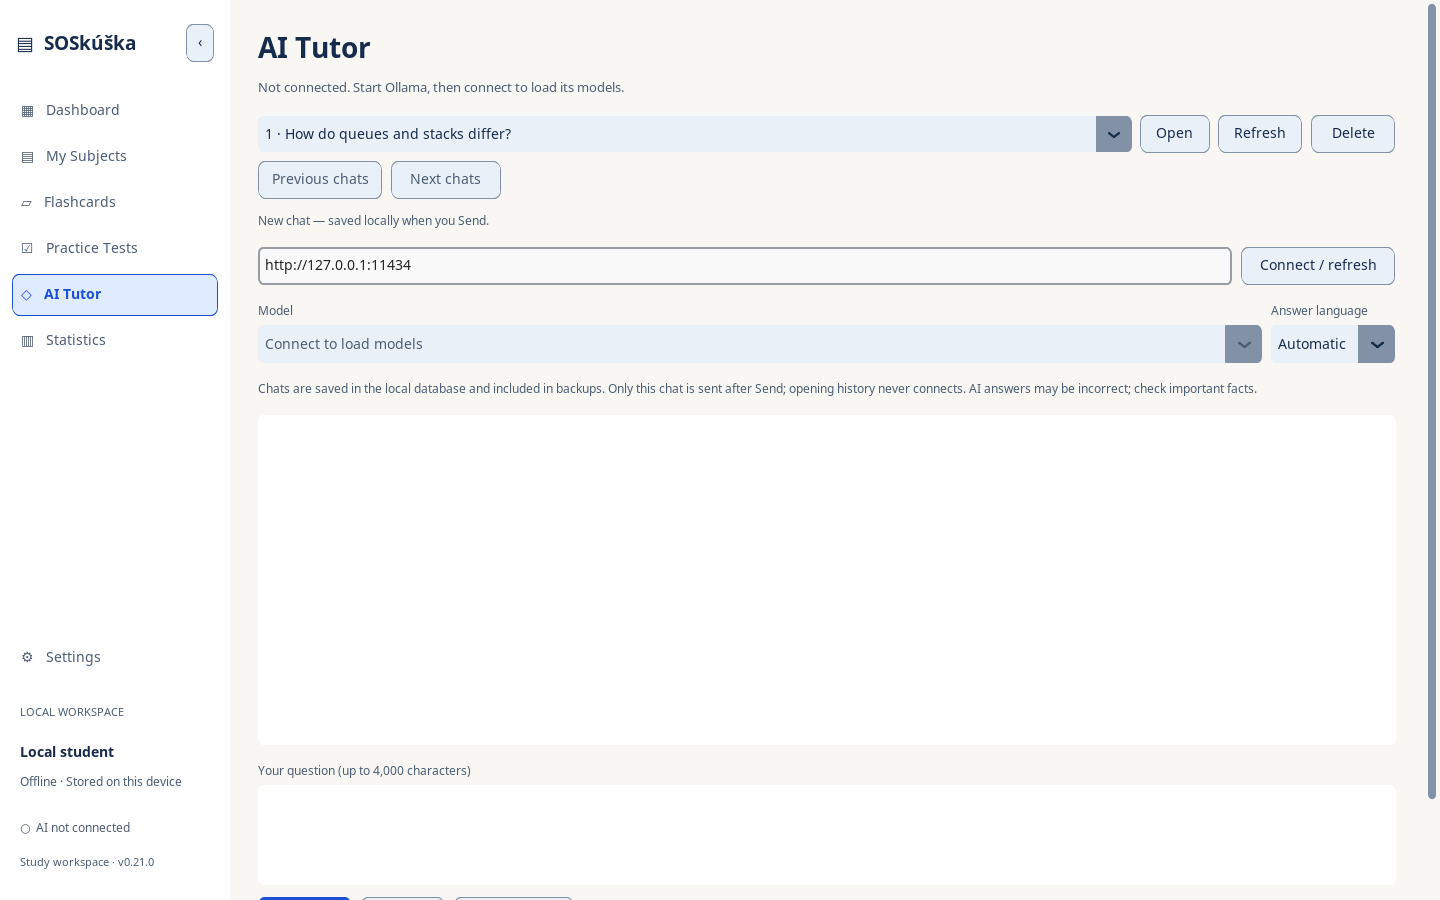 SOSkúška
‹
Dashboard
My Subjects
Flashcards
Practice Tests
AI Tutor
Statistics
Settings
LOCAL WORKSPACE
Local student
Offline · Stored on this device
AI not connected
Study workspace · v0.21.0
AI Tutor
Not connected. Start Ollama, then connect to load its models.
1 · How do queues and stacks differ?
Open
Refresh
Delete
Previous chats
Next chats
New chat — saved locally when you Send.
http://127.0.0.1:11434
Connect / refresh
Model
Answer language
Connect to load models
Automatic
Chats are saved in the local database and included in backups. Only this chat is sent after Send; opening history never connects. AI answers may be incorrect; check important facts.
Your question (up to 4,000 characters)